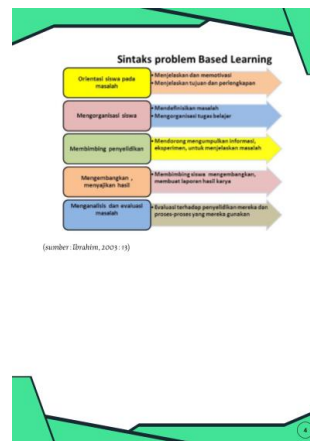 Sintaks problem Based Learning
Orientasi siswa pada
masalah
• Menjelaskan dan memotivasi
• Menjelaskan tujuan dan perlengkapan
Mengorganisasi siswa
• Mendefinisikan masalah
• Mengorganisasi tugas belajar
Membimbing penyelidikan
• Mendorong mengumpulkan informasi,
eksperimen, untuk menjelaskan masalah
Mengembangkan ,
menyajikan hasil
• Membimbing siswa mengembangkan,
membuat laporan hasil karya
Menganalisis dan evaluasi
masalah
• Evaluasi terhadap penyelidikan mereka dan
proses-proses yang mereka gunakan
(sumber : Ibrahim, 2003 : 13)
4